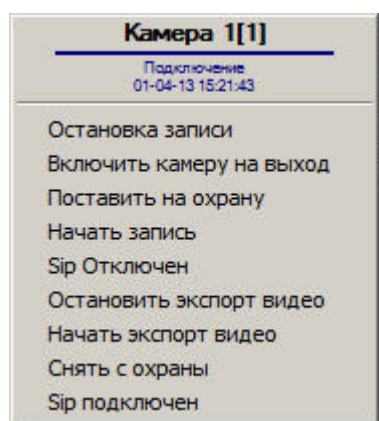 Камера 1[1]
Подключение
01-04-13 15:21:43
Остановка записи
Включить камеру на выход
Поставить на охрану
Начать запись
Sip Отключен
Остановить экспорт видео
Начать экспорт видео
Снять с охраны
Sip подключен